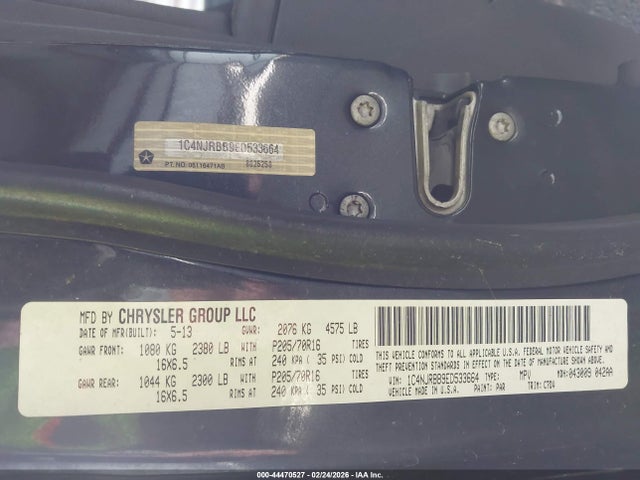 1C4NJRBB9ED533664
PT. NO. 05116471AB
MFD BY CHRYSLER GROUP LLC
DATE OF MFR(BUILT): 5-13 GVWR: 2076 KG 4575 LB
GAWR FRONT: 1080 KG 2380 LB P205/70R16 TIRES
16X6.5 RIMS AT 240 KPA ( 35 PSI) COLD
GAWR REAR: 1044 KG 2300 LB P205/70R16 TIRES
16X6.5 RIMS AT 240 KPA ( 35 PSI) COLD
THIS VEHICLE CONFORMS TO ALL APPLICABLE U.S.A. FEDERAL MOTOR VEHICLE SAFETY AND
THEFT PREVENTION STANDARDS IN EFFECT ON THE DATE OF MANUFACTURE SHOWN ABOVE.
VIN: 1C4NJRBB9ED533664 TYPE: MPV MDH: 043009 042AA
VEHICLE MADE IN U.S.A. PAINT: PAR TRIM: C7D4
000-44470527 - 02/24/2026 - IAA Inc.